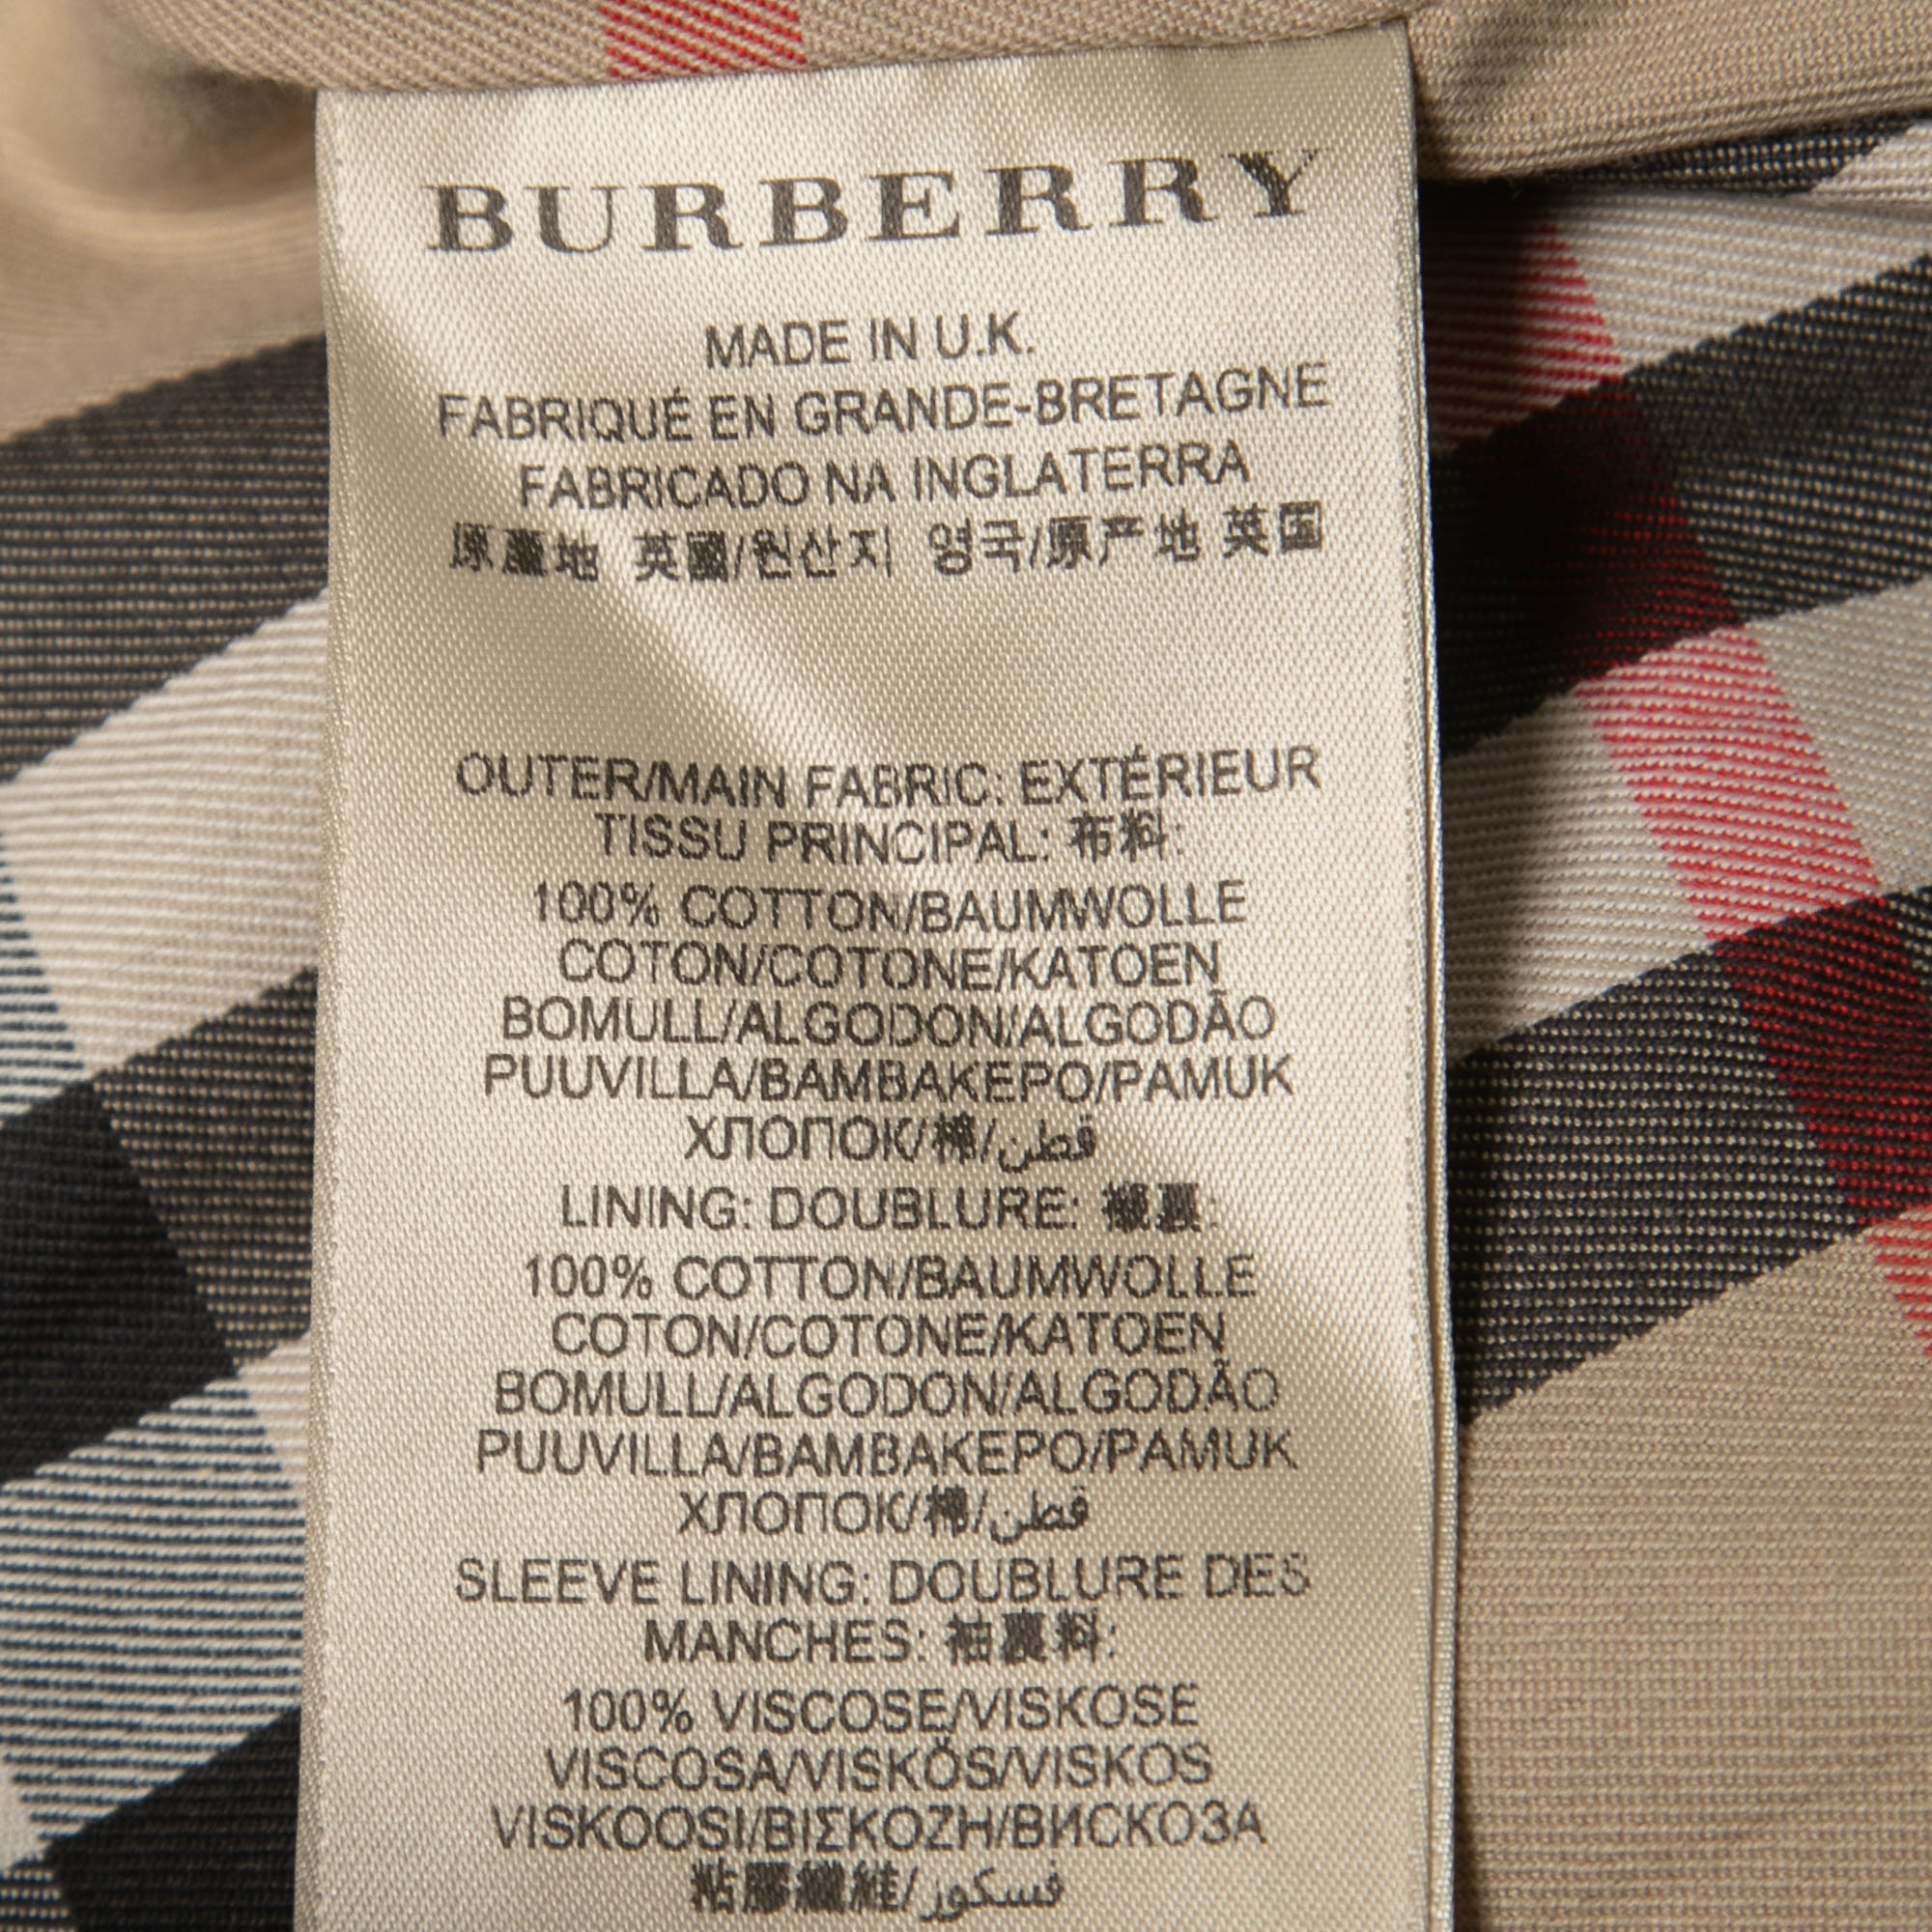 BURBERRY
MADE IN U.K.
FABRIQUÉ EN GRANDE-BRETAGNE
FABRICADO NA INGLATERRA
原產地 英國/원산지 영국/原产地 英国
OUTER/MAIN FABRIC: EXTÉRIEUR
TISSU PRINCIPAL: 布料:
100% COTTON/BAUMWOLLE
COTON/COTONE/KATOEN
BOMULL/ALGODON/ALGODÃO
PUUVILLA/BAMBAKEPO/PAMUK
ХЛОПОК/棉/قطن
LINING: DOUBLURE: 襯裏:
100% COTTON/BAUMWOLLE
COTON/COTONE/KATOEN
BOMULL/ALGODON/ALGODÃO
PUUVILLA/BAMBAKEPO/PAMUK
ХЛОПОК/棉/قطن
SLEEVE LINING: DOUBLURE DES
MANCHES: 袖裏料:
100% VISCOSE/VISKOSE
VISCOSA/VISKÖS/VISKOS
VISKOOSI/ΒΙΣΚΟΖΗ/ВИСКОЗА
粘膠纖維/فسكوز